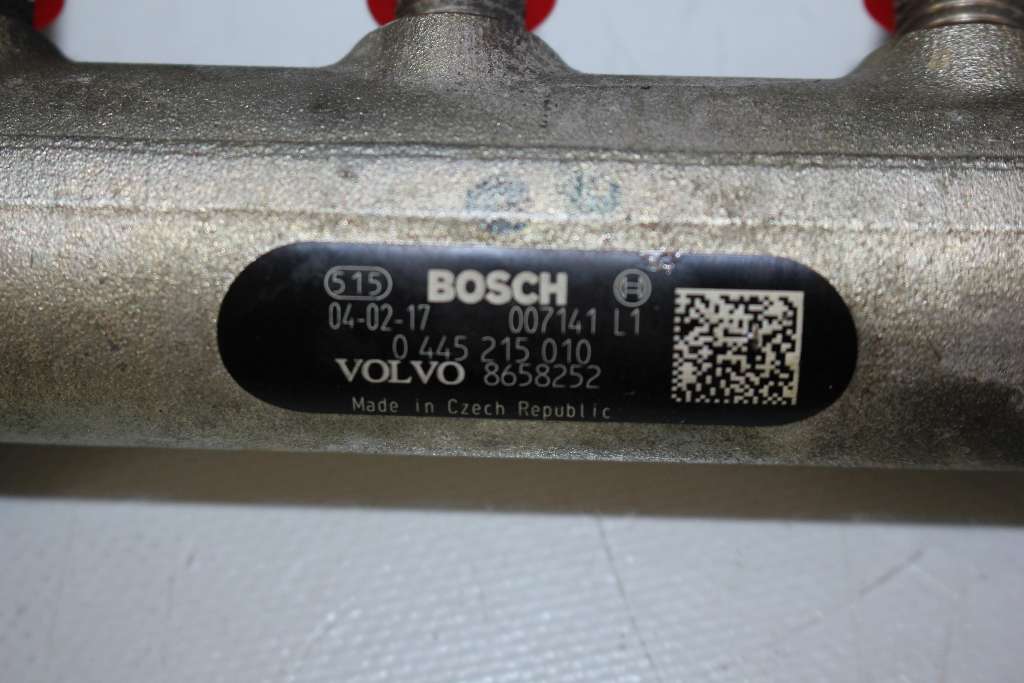 515 BOSCH
04-02-17 007141 L1
0 445 215 010
VOLVO 8658252
Made in Czech Republic